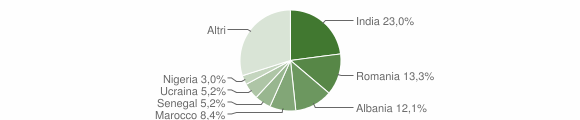 Altri
India 23,0%
Romania 13,3%
Albania 12,1%
Marocco 8,4%
Senegal 5,2%
Ucraina 5,2%
Nigeria 3,0%